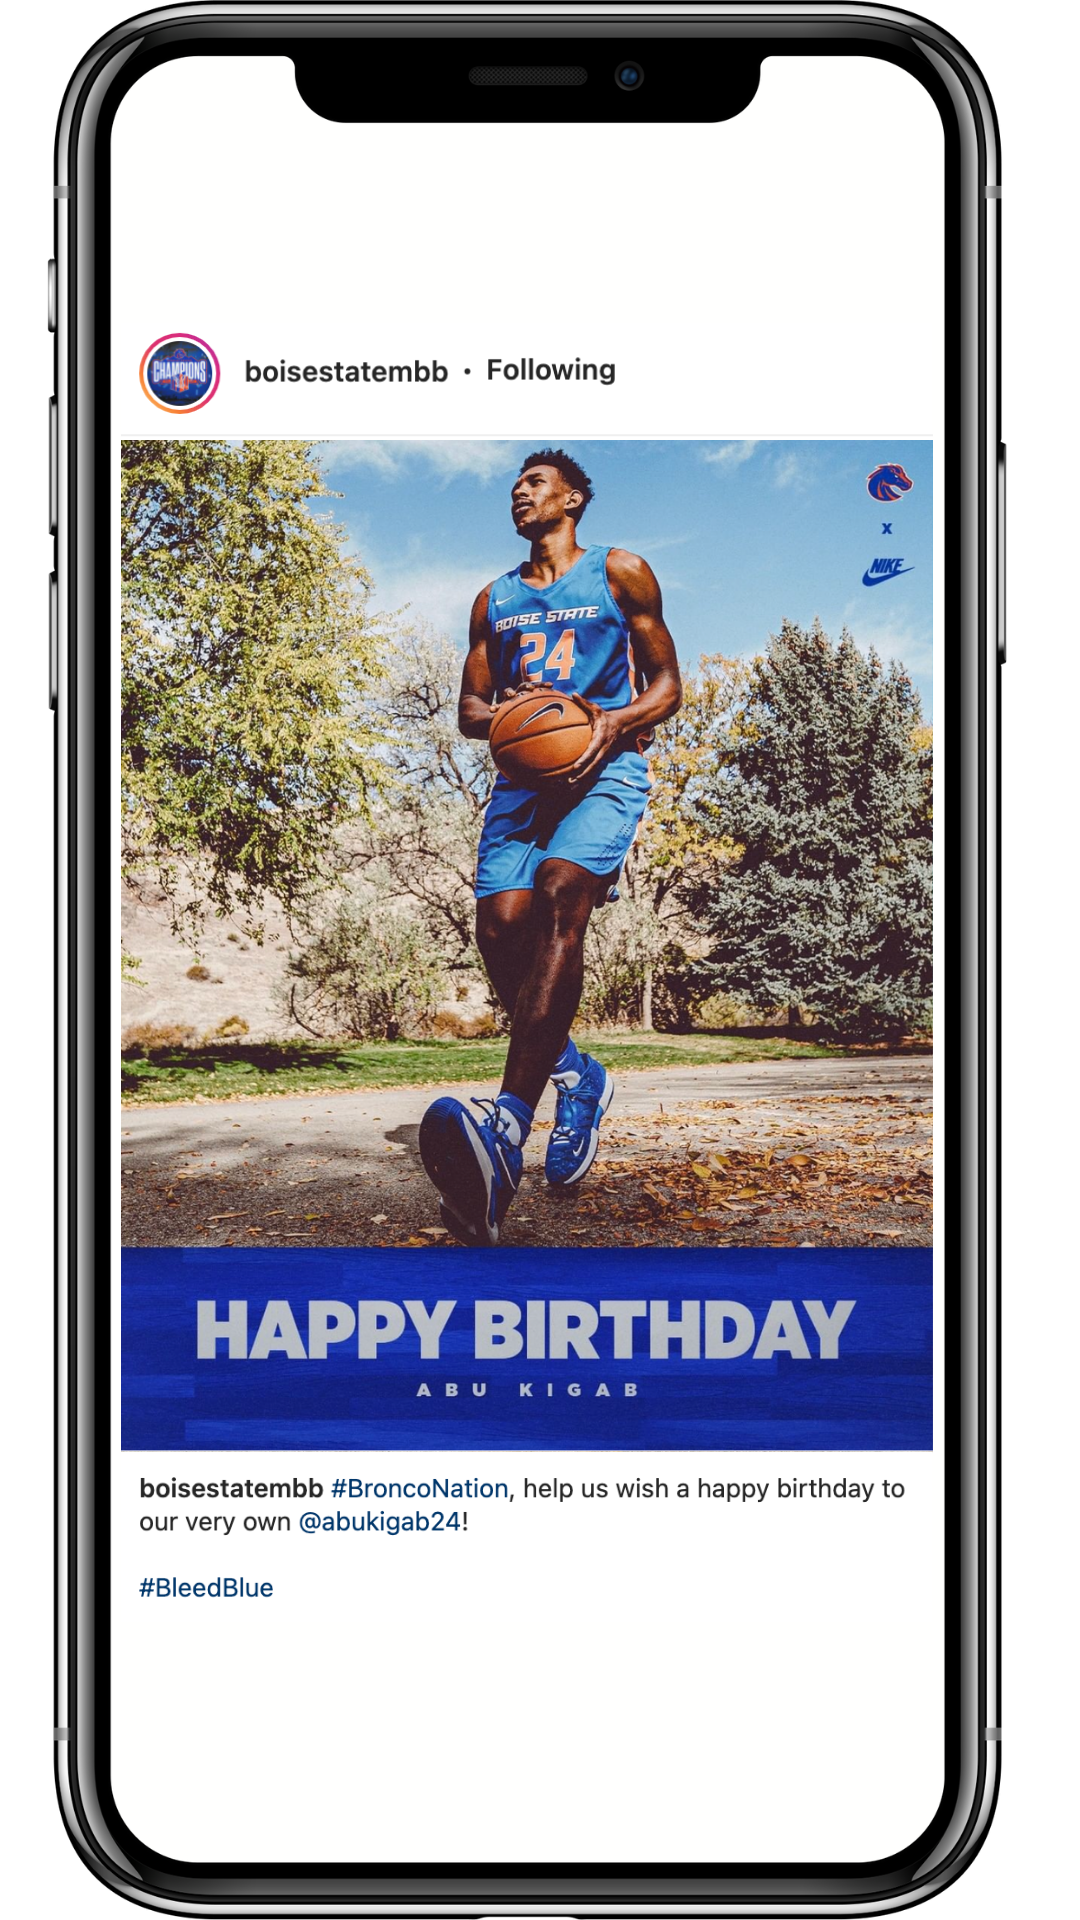 CHAMPIONS
boisestatembb • Following
x
NIKE
BOISE STATE
24
HAPPY BIRTHDAY
ABU KIGAB
boisestatembb #BroncoNation, help us wish a happy birthday to
our very own @abukigab24!
#BleedBlue